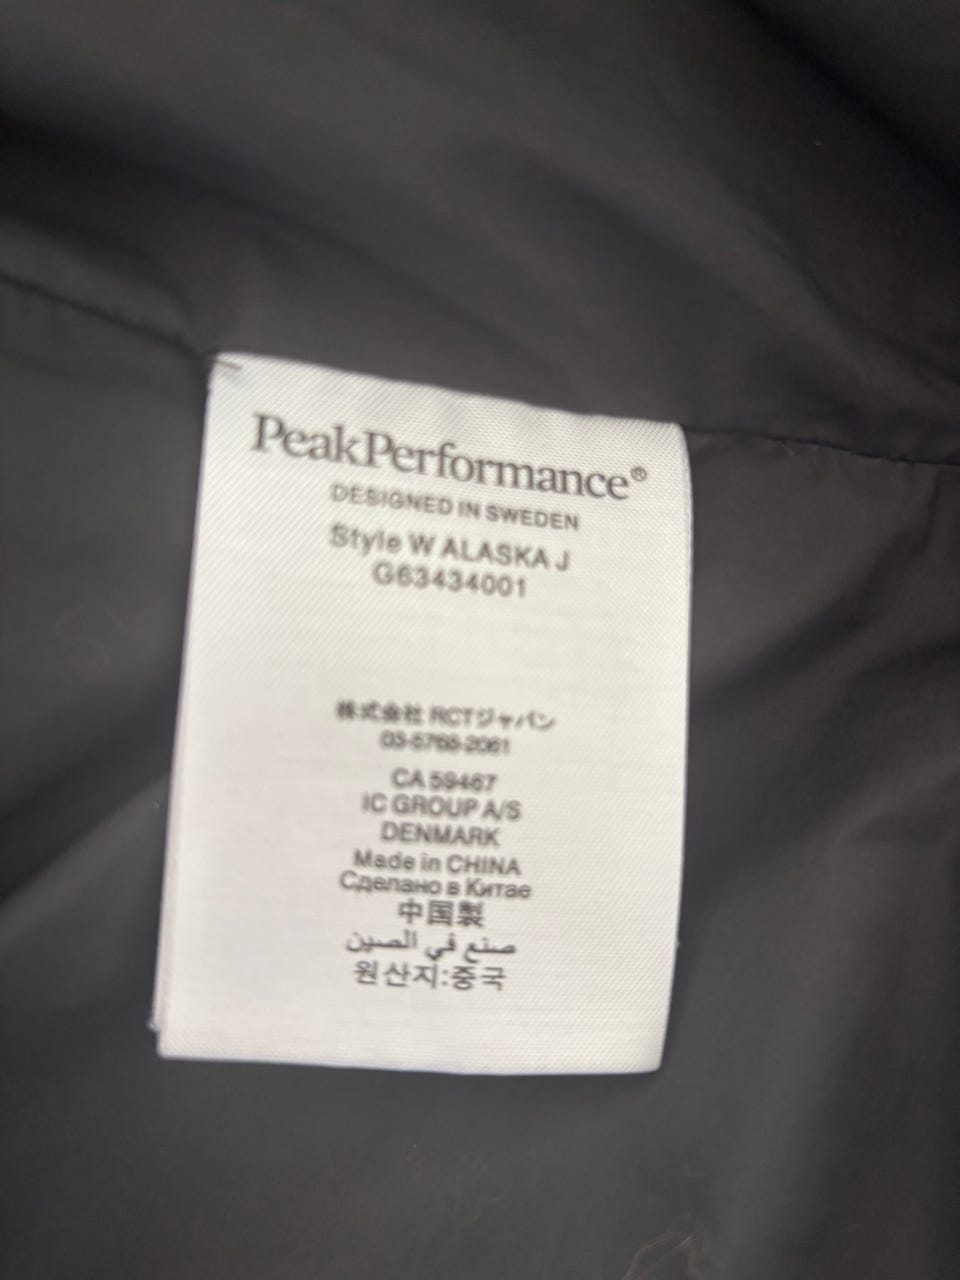 PeakPerformance®
DESIGNED IN SWEDEN
Style W ALASKA J
G63434001
株式会社 RCTジャパン
03-5768-2061
CA 59467
IC GROUP A/S
DENMARK
Made in CHINA
Сделано в Китае
中国製
صنع في الصين
원산지:중국